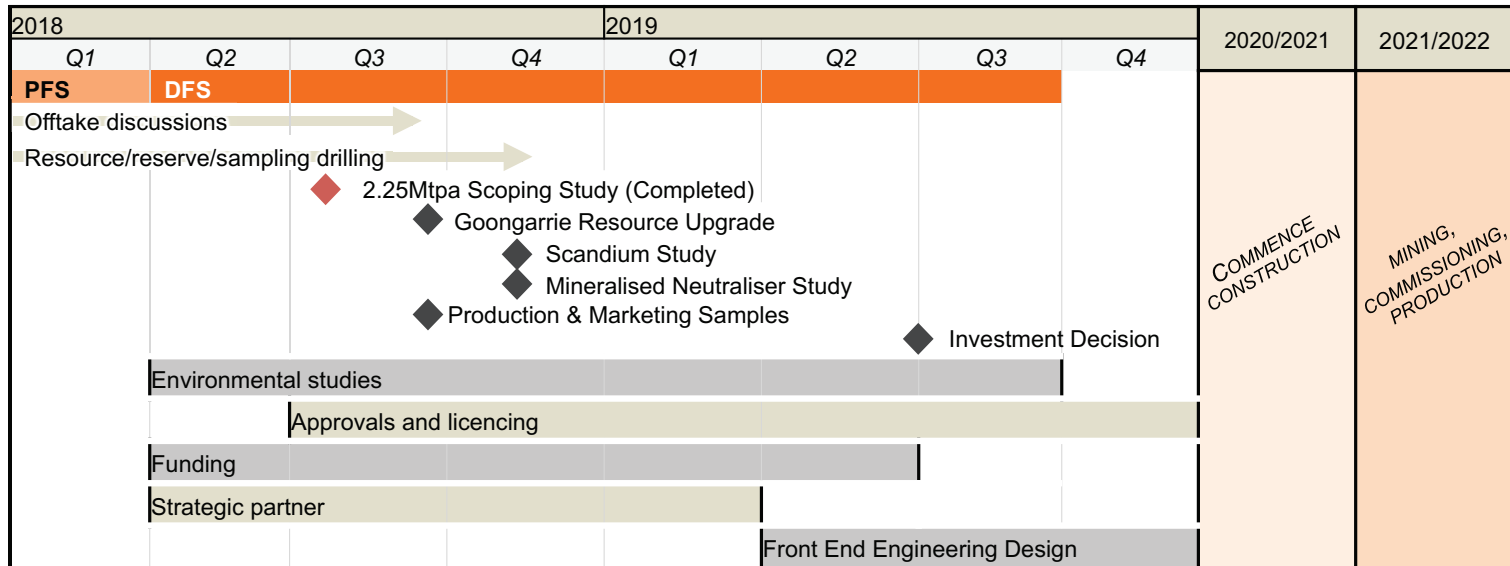 2018 2019 2020/2021 2021/2022
Q1 Q2 Q3 Q4 Q1 Q2 Q3 Q4
PFS DFS
Offtake discussions
Resource/reserve/sampling drilling
2.25Mtpa Scoping Study (Completed)
Goongarrie Resource Upgrade
Scandium Study
Mineralised Neutraliser Study
Production & Marketing Samples
Investment Decision
Environmental studies
Approvals and licencing
Funding
Strategic partner
Front End Engineering Design
COMMENCE
CONSTRUCTION
MINING,
COMMISSIONING,
PRODUCTION